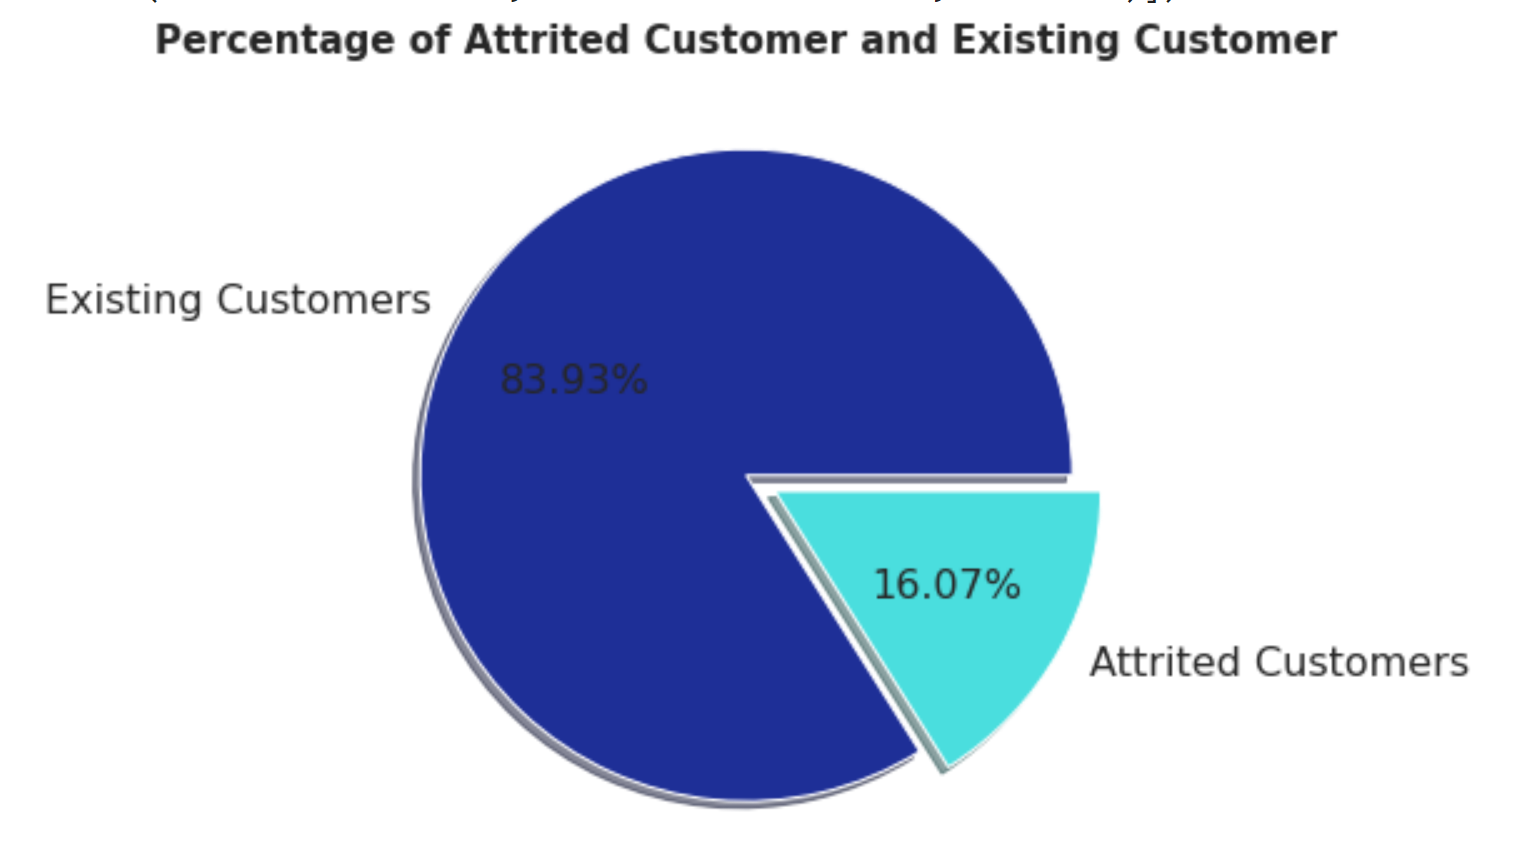 Percentage of Attrited Customer and Existing Customer
Existing Customers
83.93%
16.07%
Attrited Customers